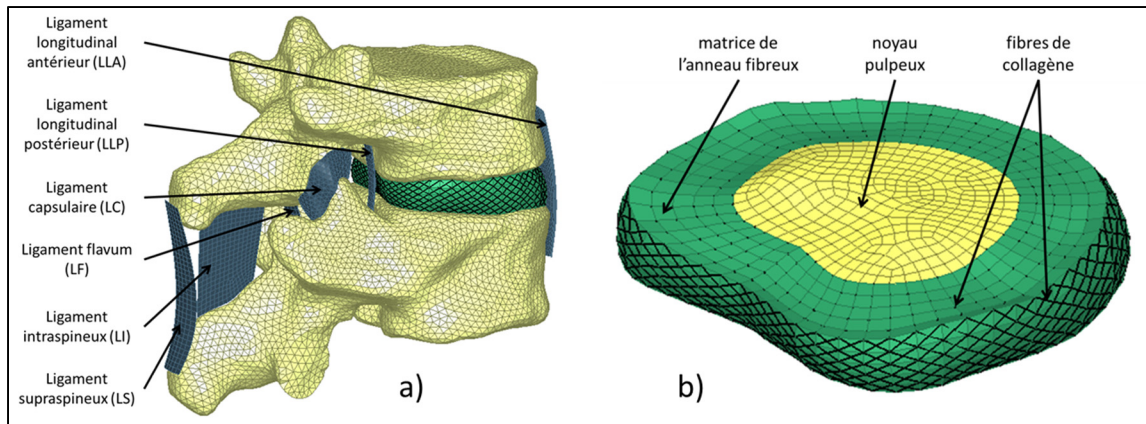 Ligament
longitudinal
antérieur (LLA)
Ligament
longitudinal
postérieur (LLP)
Ligament
capsulaire (LC)
Ligament flavum
(LF)
Ligament
intraspineux (LI)
Ligament
supraspineux (LS)
a)
matrice de
l'anneau fibreux
noyau
pulpeux
fibres de
collagène
b)